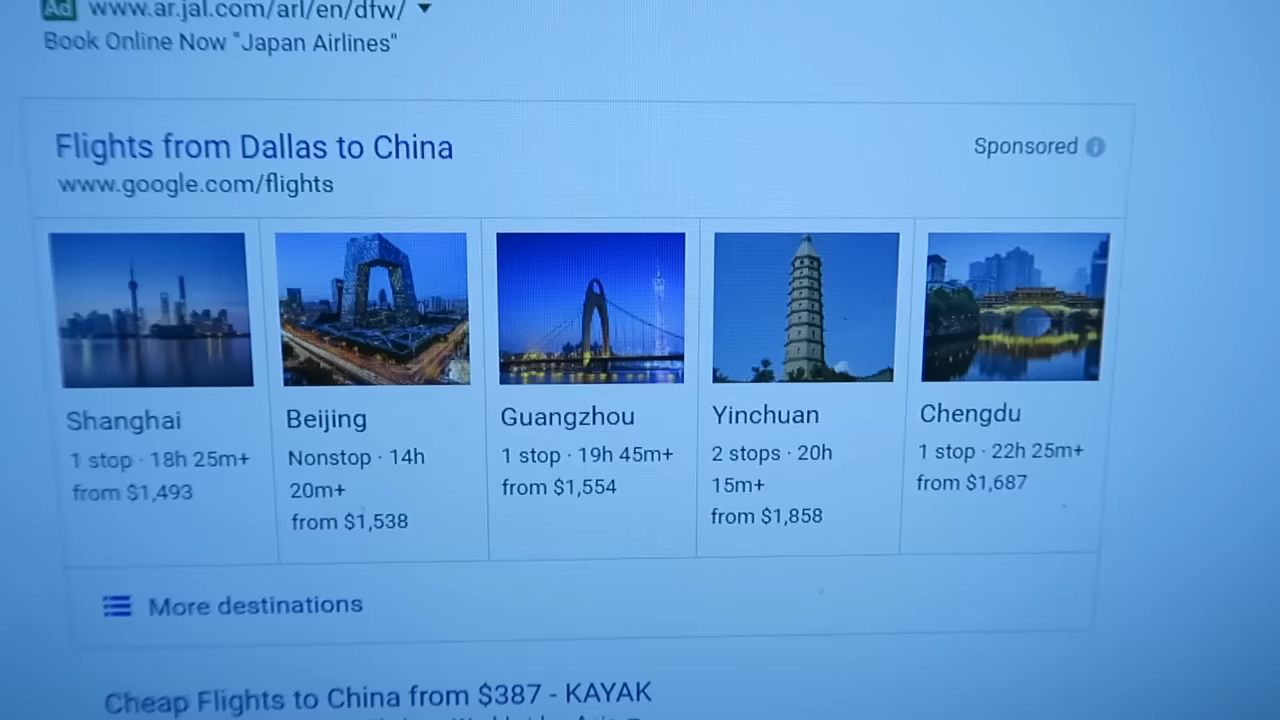 Ad www.ar.jal.com/arl/en/dfw/
Book Online Now "Japan Airlines"
Flights from Dallas to China
Sponsored
www.google.com/flights
Shanghai
1 stop · 18h 25m+
from $1,493
Beijing
Nonstop · 14h
20m+
from $1,538
Guangzhou
1 stop · 19h 45m+
from $1,554
Yinchuan
2 stops · 20h
15m+
from $1,858
Chengdu
1 stop · 22h 25m+
from $1,687
More destinations
Cheap Flights to China from $387 - KAYAK